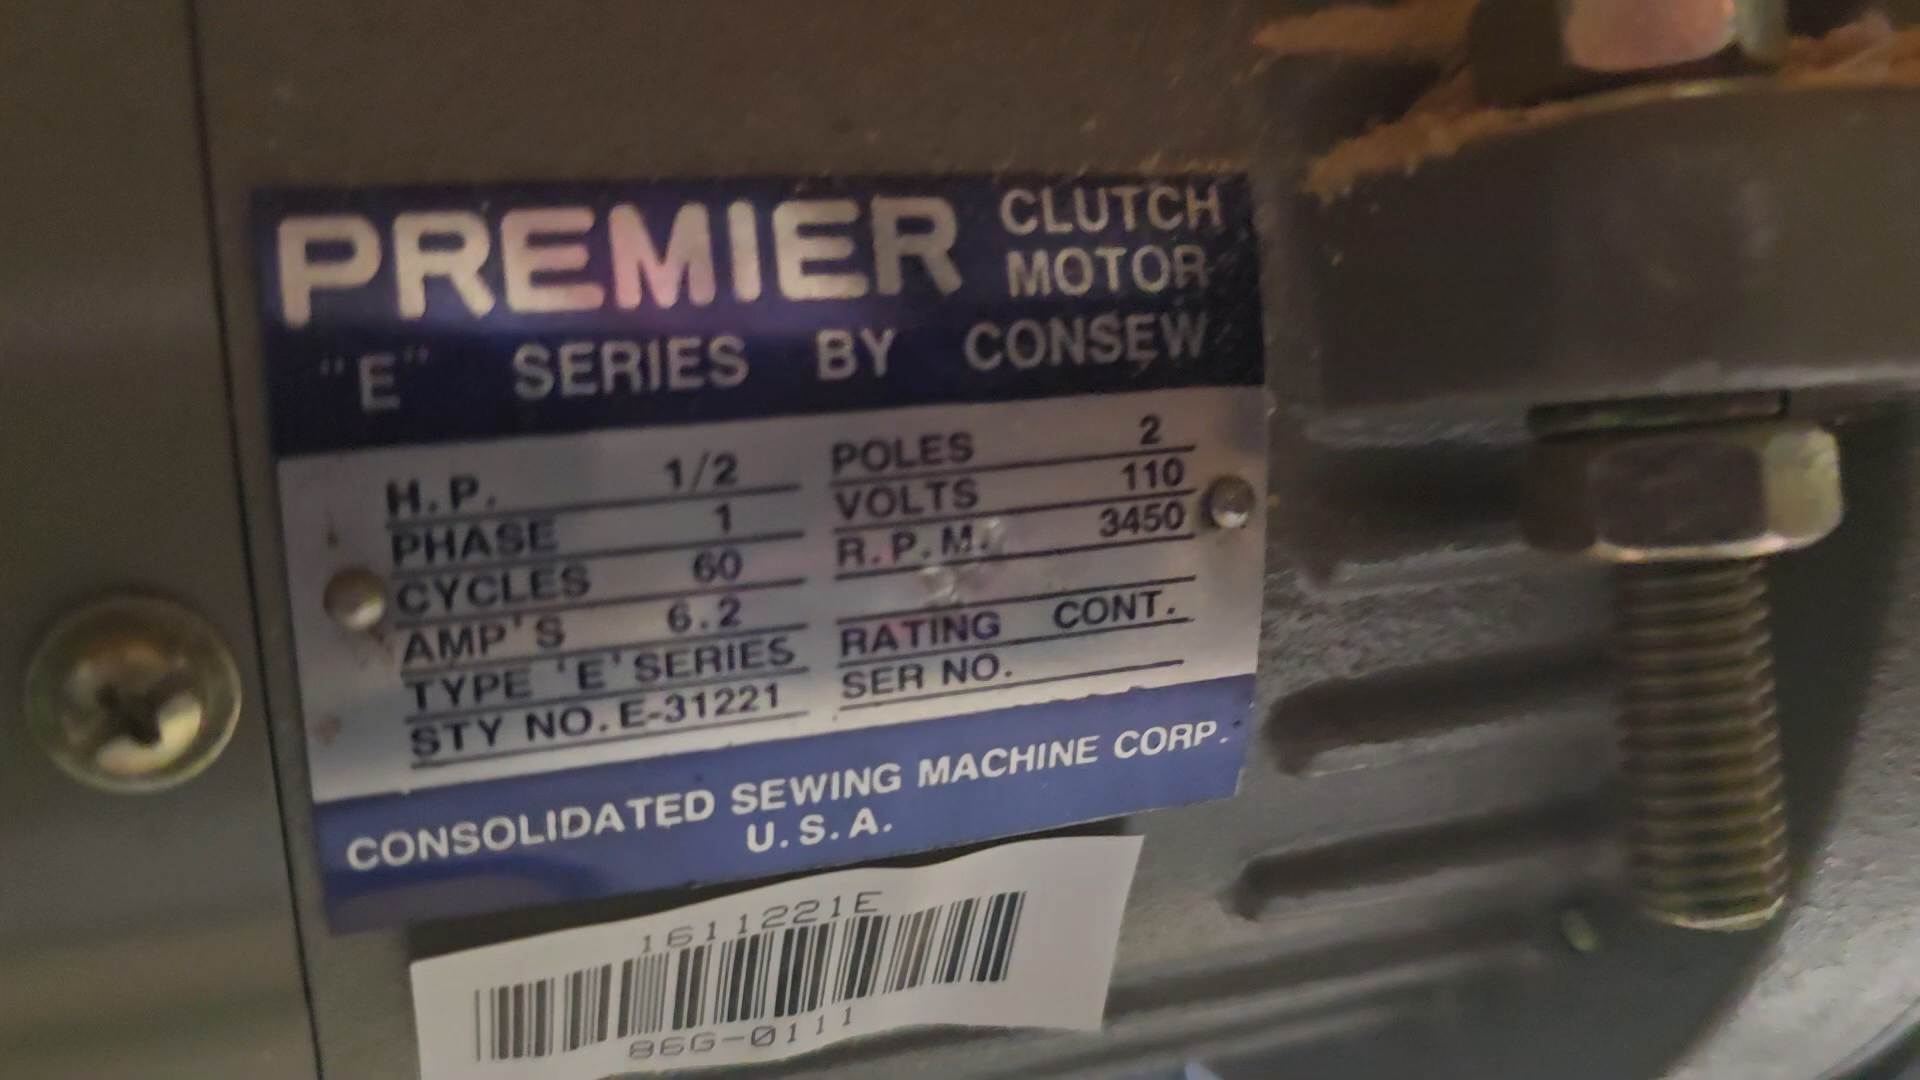 PREMIER CLUTCH MOTOR
"E" SERIES BY CONSEW
H.P. 1/2
PHASE 1
CYCLES 60
AMP'S 6.2
TYPE 'E' SERIES
STY NO. E-31221
POLES 2
VOLTS 110
R.P.M. 3450
RATING CONT.
SER NO.
CONSOLIDATED SEWING MACHINE CORP.
U.S.A.
1611221E
86G-0111